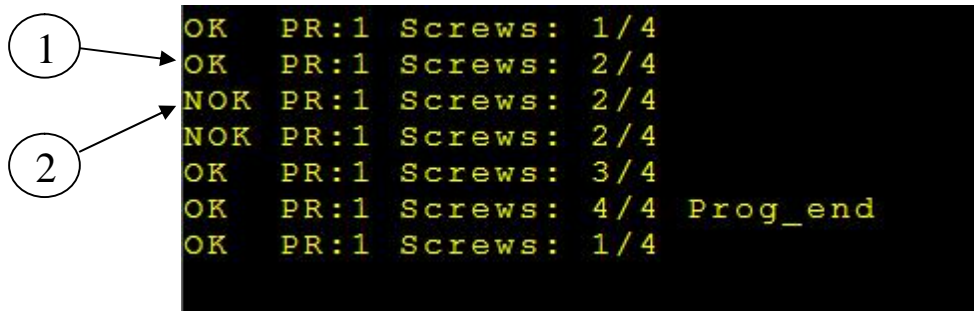 1
OK PR:1 Screws: 1/4
OK PR:1 Screws: 2/4
NOK PR:1 Screws: 2/4
NOK PR:1 Screws: 2/4
2
OK PR:1 Screws: 3/4
OK PR:1 Screws: 4/4 Prog_end
OK PR:1 Screws: 1/4